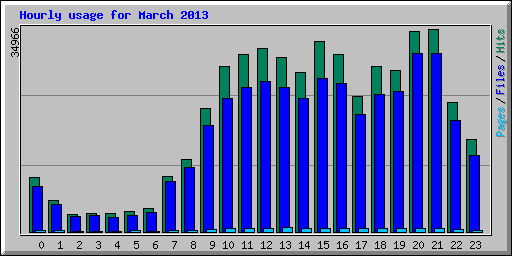 Hourly usage for March 2013
34966
Pages / Files / Hits
0 1 2 3 4 5 6 7 8 9 10 11 12 13 14 15 16 17 18 19 20 21 22 23